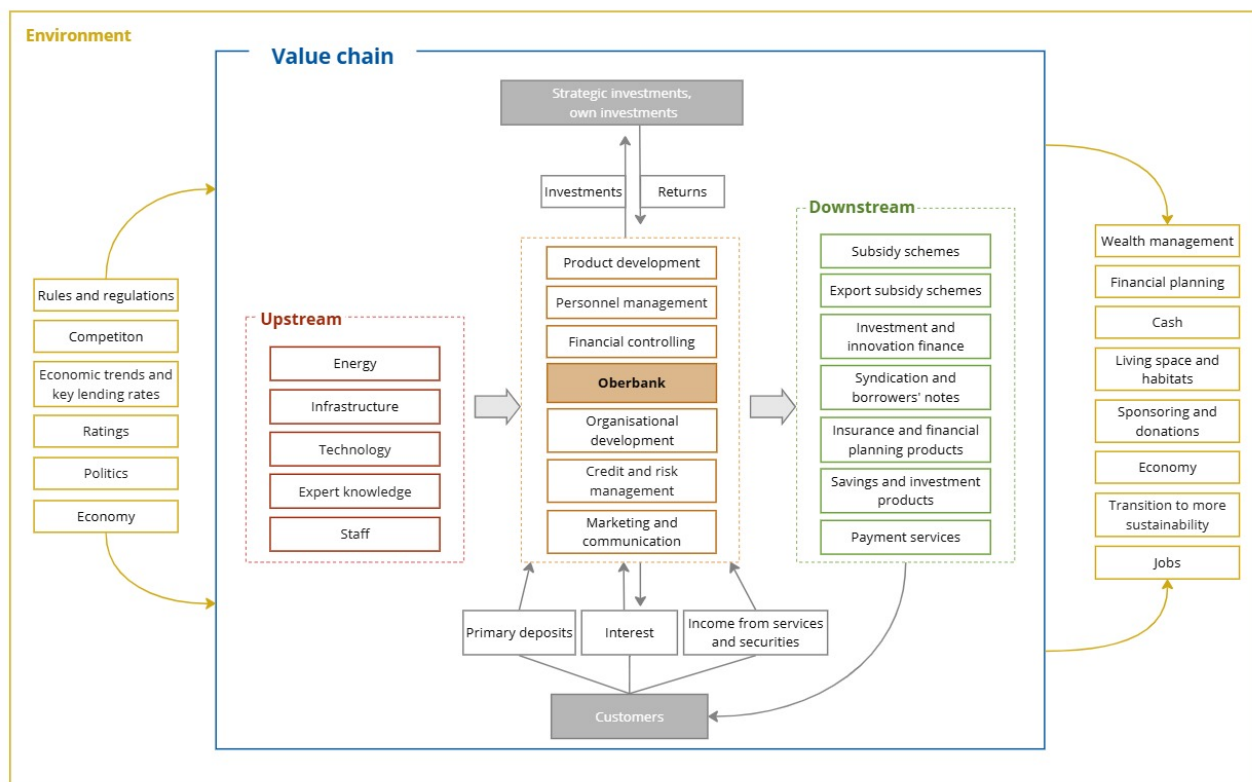 Environment
Value chain
Strategic investments,
own investments
Investments
Returns
Rules and regulations
Competiton
Economic trends and
key lending rates
Ratings
Politics
Economy
Upstream
Energy
Infrastructure
Technology
Expert knowledge
Staff
Product development
Personnel management
Financial controlling
Oberbank
Organisational
development
Credit and risk
management
Marketing and
communication
Downstream
Subsidy schemes
Export subsidy schemes
Investment and
innovation finance
Syndication and
borrowers' notes
Insurance and financial
planning products
Savings and investment
products
Payment services
Primary deposits
Interest
Income from services
and securities
Customers
Wealth management
Financial planning
Cash
Living space and
habitats
Sponsoring and
donations
Economy
Transition to more
sustainability
Jobs